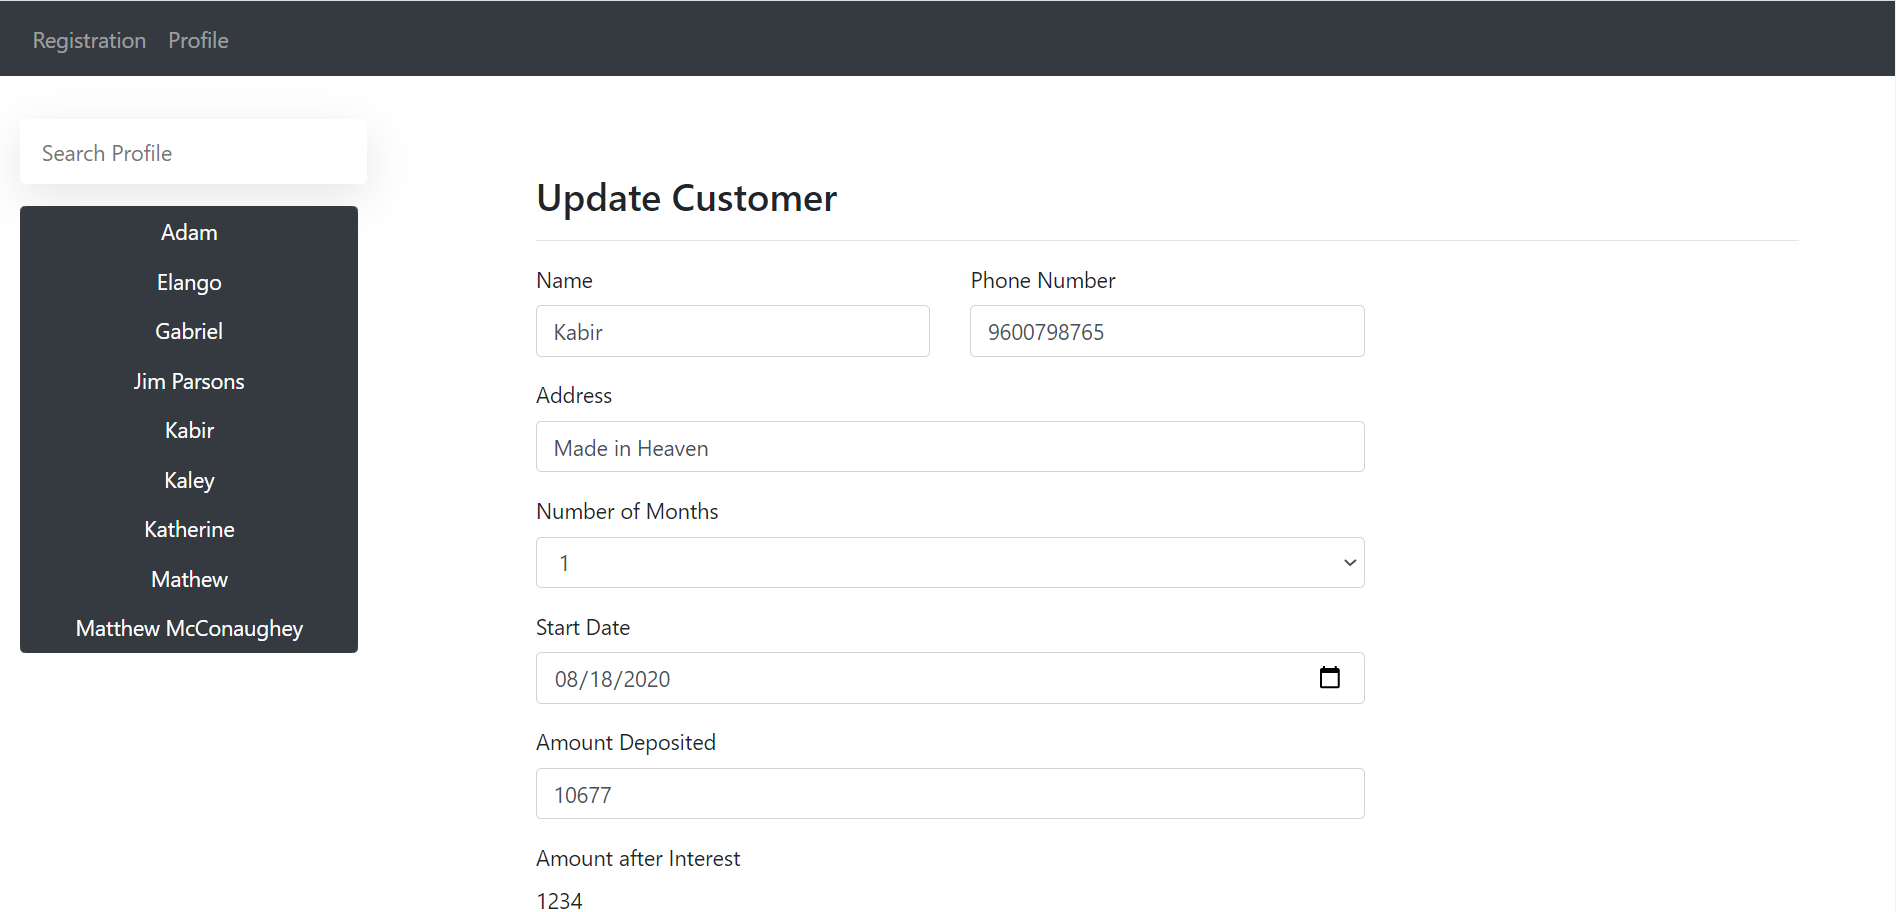 Registration Profile
Search Profile
Adam
Elango
Gabriel
Jim Parsons
Kabir
Kaley
Katherine
Mathew
Matthew McConaughey
Update Customer
Name Phone Number
Kabir 9600798765
Address
Made in Heaven
Number of Months
1
Start Date
08/18/2020
Amount Deposited
10677
Amount after Interest
1234